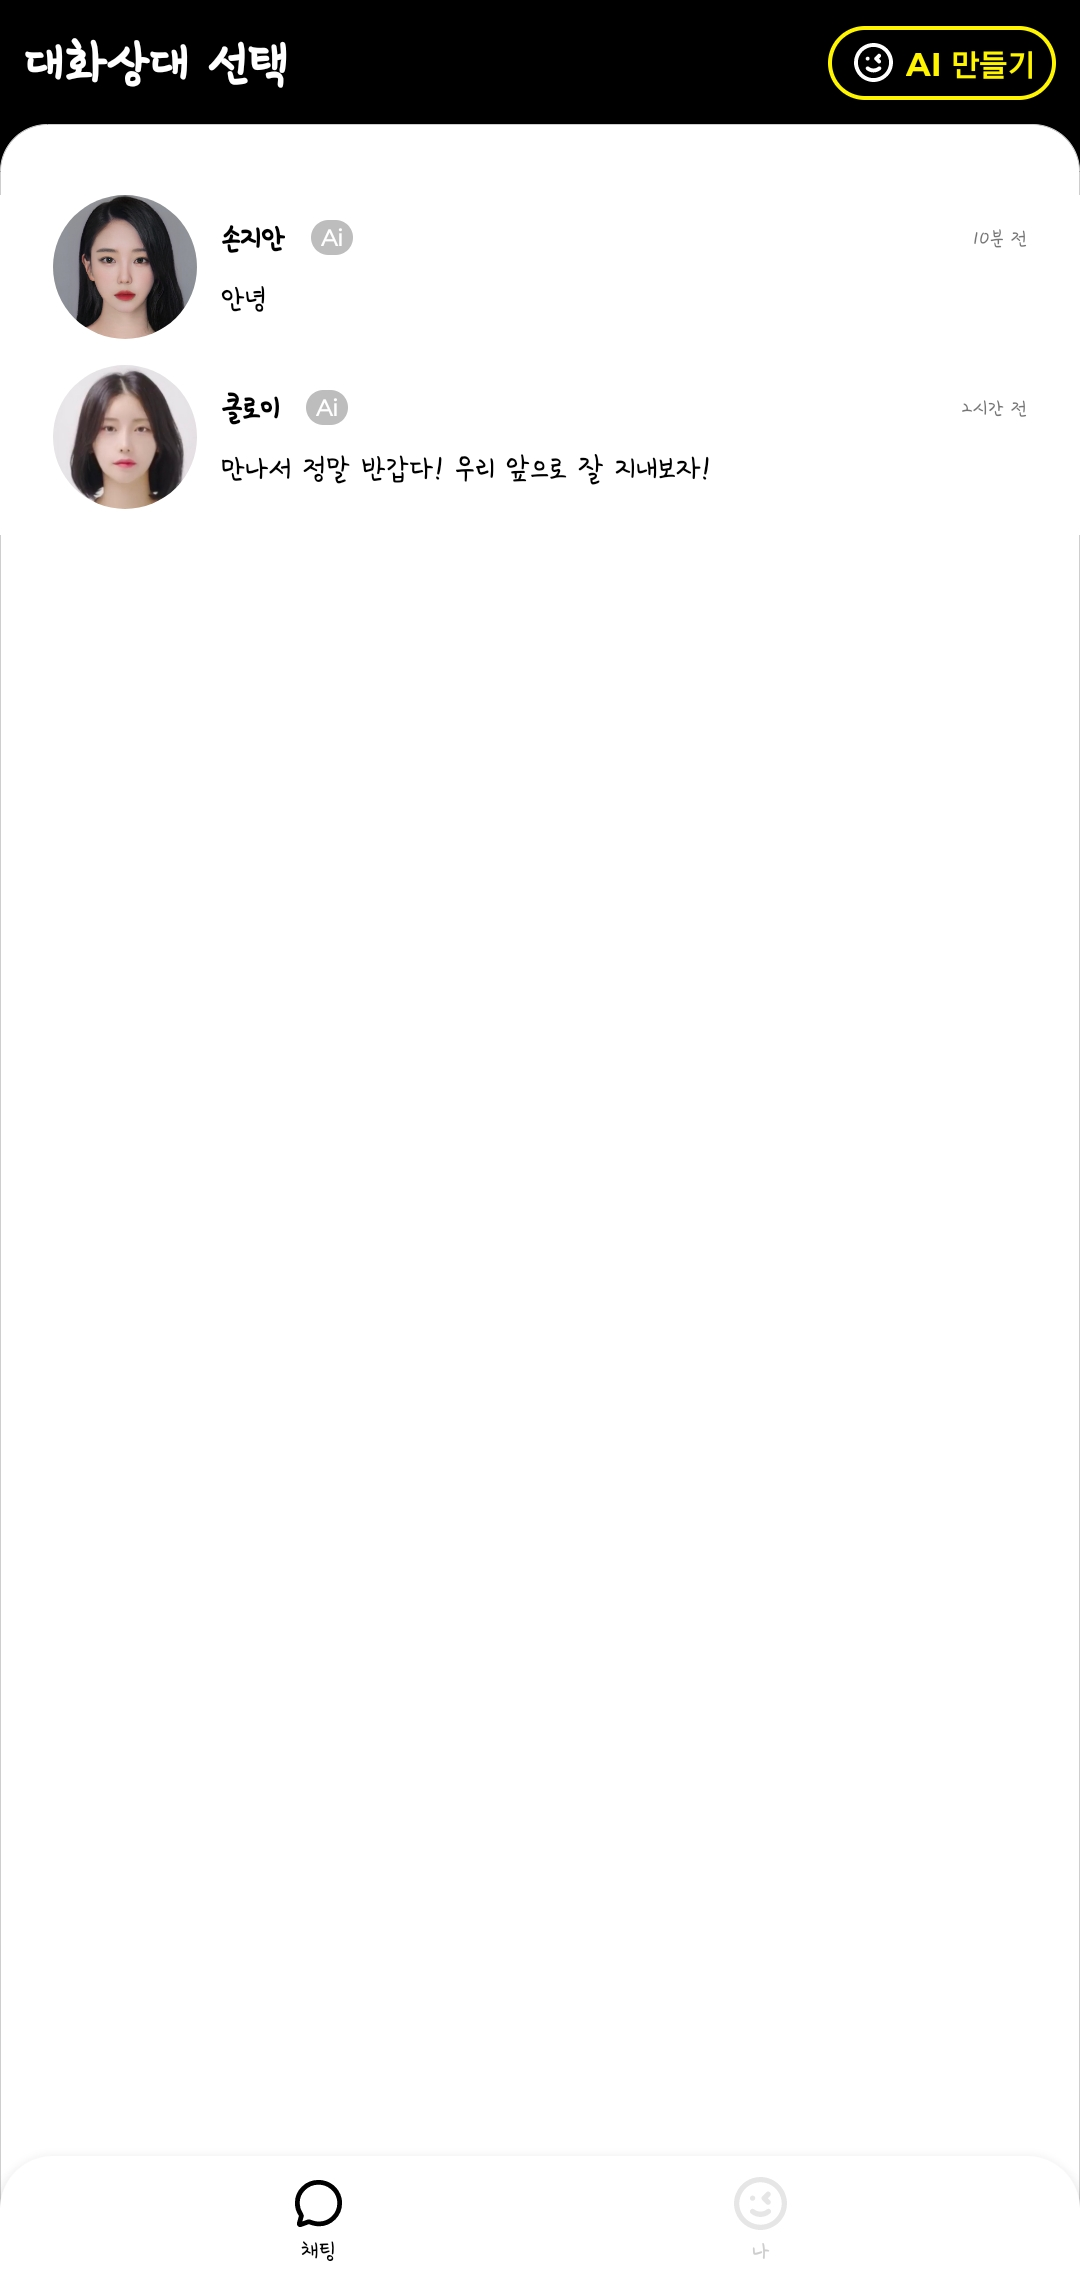 대화상대 선택
AI 만들기
손지안 Ai 10분 전
안녕
클로이 Ai 2시간 전
만나서 정말 반갑다! 우리 앞으로 잘 지내보자!
채팅 나